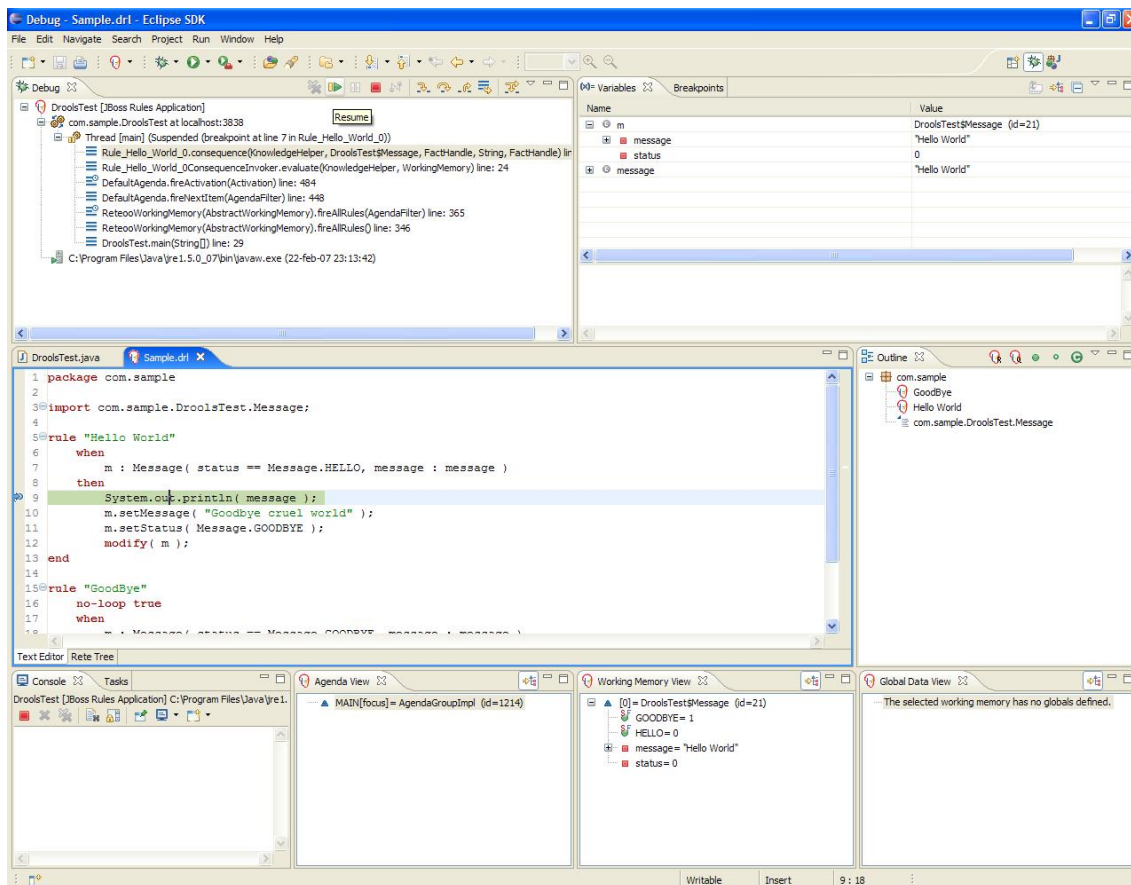 Debug - Sample.drl - Eclipse SDK
File Edit Navigate Search Project Run Window Help
Debug
Resume
DroolsTest [JBoss Rules Application]
com.sample.DroolsTest at localhost:3838
Thread [main] (Suspended (breakpoint at line 7 in Rule_Hello_World_0))
Rule_Hello_World_0.consequence(KnowledgeHelper, DroolsTest$Message, FactHandle, String, FactHandle) lin
Rule_Hello_World_0ConsequenceInvoker.evaluate(KnowledgeHelper, WorkingMemory) line: 24
DefaultAgenda.fireActivation(Activation) line: 484
DefaultAgenda.fireNextItem(AgendaFilter) line: 448
ReteooWorkingMemory(AbstractWorkingMemory).fireAllRules(AgendaFilter) line: 365
ReteooWorkingMemory(AbstractWorkingMemory).fireAllRules() line: 346
DroolsTest.main(String[]) line: 29
C:\Program Files\Java\jre1.5.0_07\bin\javaw.exe (22-feb-07 23:13:42)
(x)= Variables Breakpoints
Name Value
m DroolsTest$Message (id=21)
message "Hello World"
status 0
message "Hello World"
DroolsTest.java Sample.drl
1 package com.sample
2
3 import com.sample.DroolsTest.Message;
4
5 rule "Hello World"
6 when
7 m : Message( status == Message.HELLO, message : message )
8 then
9 System.out.println( message );
10 m.setMessage( "Goodbye cruel world" );
11 m.setStatus( Message.GOODBYE );
12 modify( m );
13 end
14
15 rule "GoodBye"
16 no-loop true
17 when
18 m : Message( status == Message.GOODBYE, message : message )
Text Editor Rete Tree
Outline
com.sample
GoodBye
Hello World
com.sample.DroolsTest.Message
Console Tasks
DroolsTest [JBoss Rules Application] C:\Program Files\Java\jre1.
Agenda View
MAIN[focus]= AgendaGroupImpl (id=1214)
Working Memory View
[0]= DroolsTest$Message (id=21)
GOODBYE= 1
HELLO= 0
message= "Hello World"
status= 0
Global Data View
The selected working memory has no globals defined.
Writable Insert 9 : 18